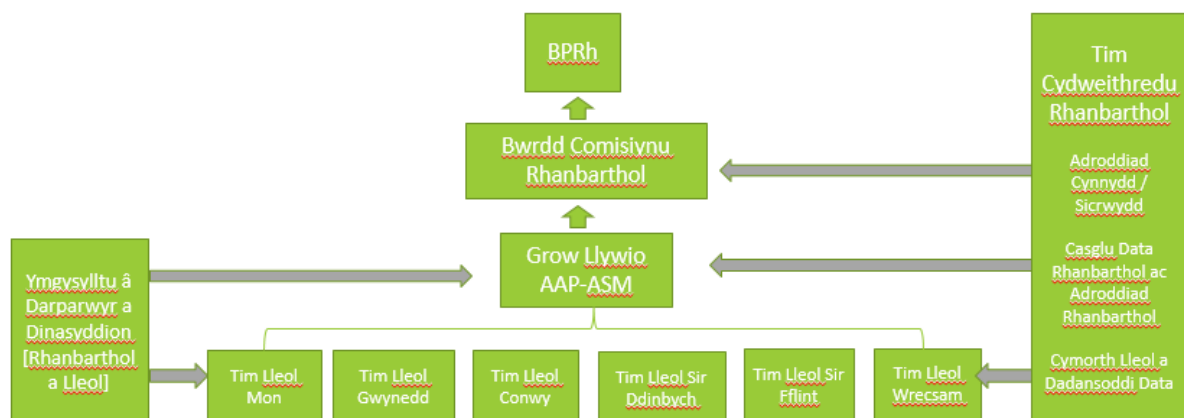 BPRh
Bwrdd Comisiynu
Rhanbarthol
Grow Llywio
AAP-ASM
Ymgysylltu â
Darparwyr a
Dinasyddion
[Rhanbarthol
a Lleol]
Tim Lleol
Mon
Tim Lleol
Gwynedd
Tim Lleol
Conwy
Tim Lleol Sir
Ddinbych
Tim Lleol Sir
Fflint
Tim Lleol
Wrecsam
Tim
Cydweithredu
Rhanbarthol
Adroddiad
Cynnydd /
Sicrwydd
Casglu Data
Rhanbarthol ac
Adroddiad
Rhanbarthol
Cymorth Lleol a
Dadansoddi Data